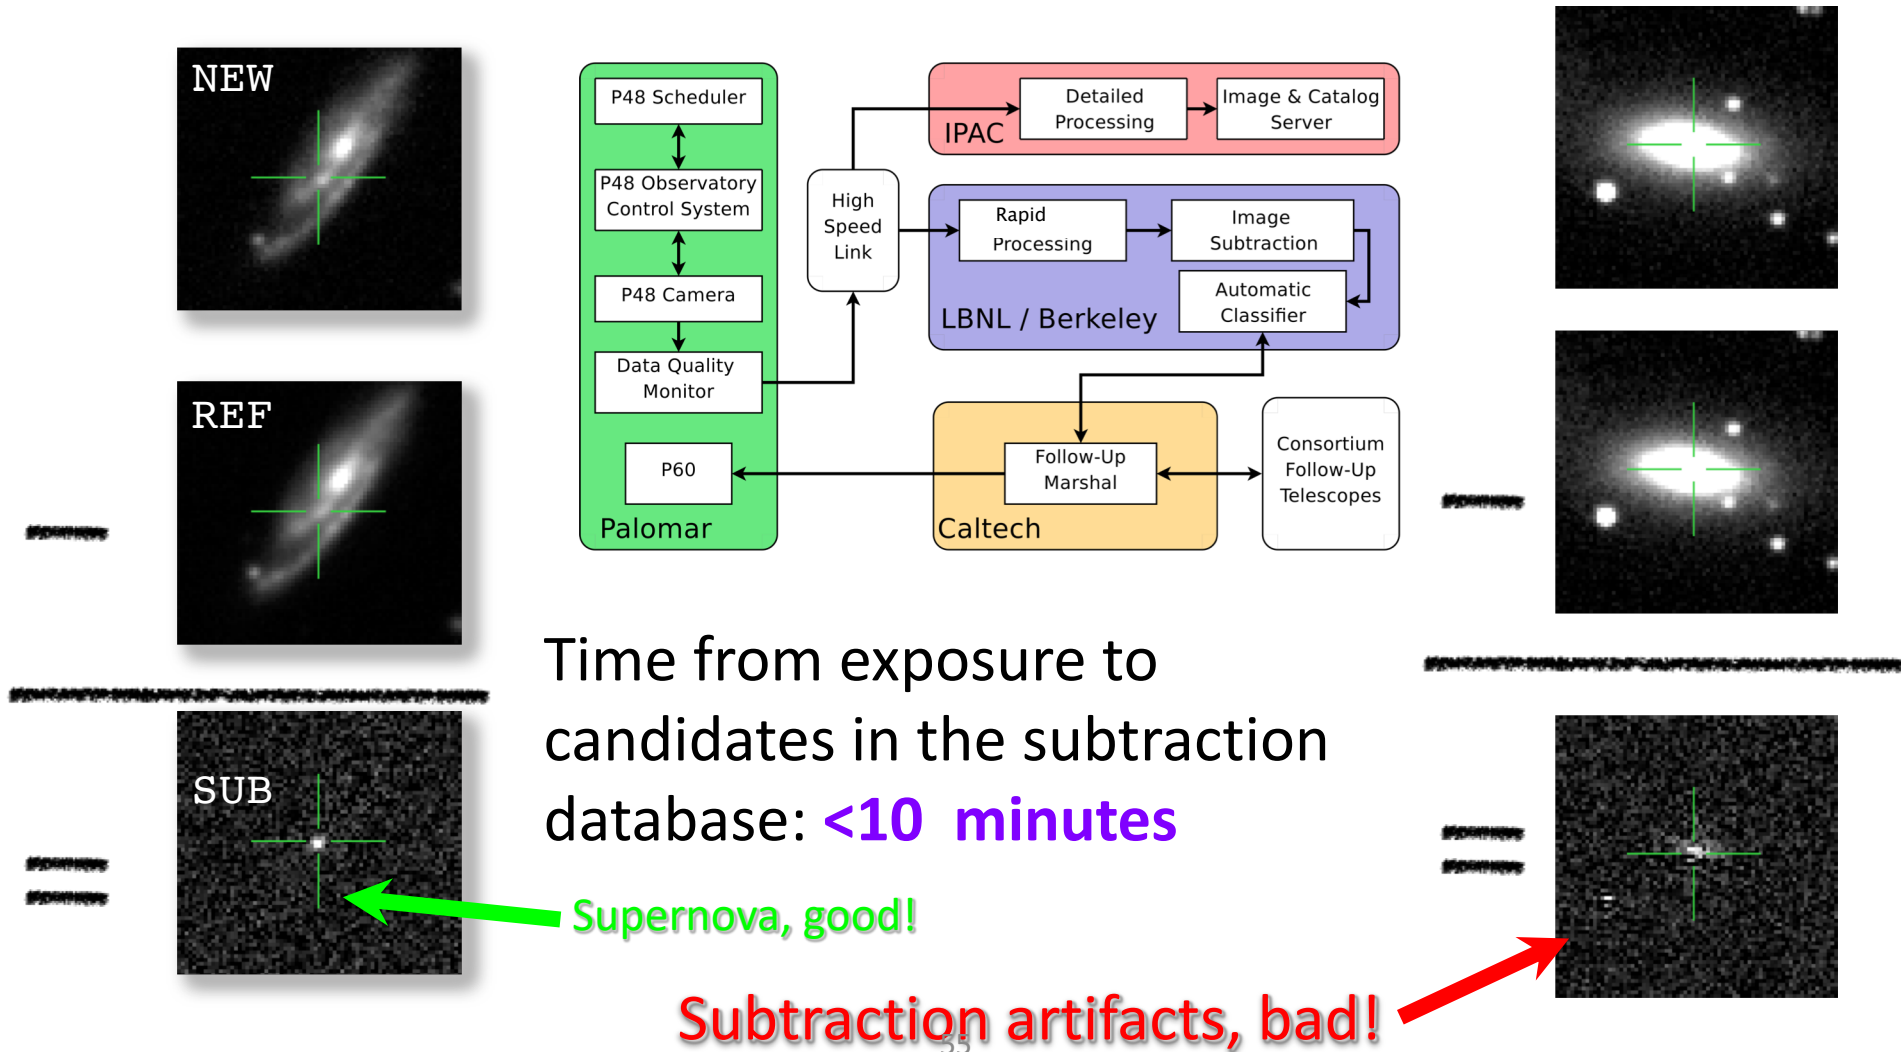 NEW
REF
SUB
P48 Scheduler
P48 Observatory
Control System
P48 Camera
Data Quality
Monitor
P60
Palomar
High
Speed
Link
Detailed
Processing
Image & Catalog
Server
IPAC
Rapid
Processing
Image
Subtraction
Automatic
Classifier
LBNL / Berkeley
Follow-Up
Marshal
Caltech
Consortium
Follow-Up
Telescopes
Time from exposure to
candidates in the subtraction
database: <10 minutes
Supernova, good!
Subtraction artifacts, bad!
55